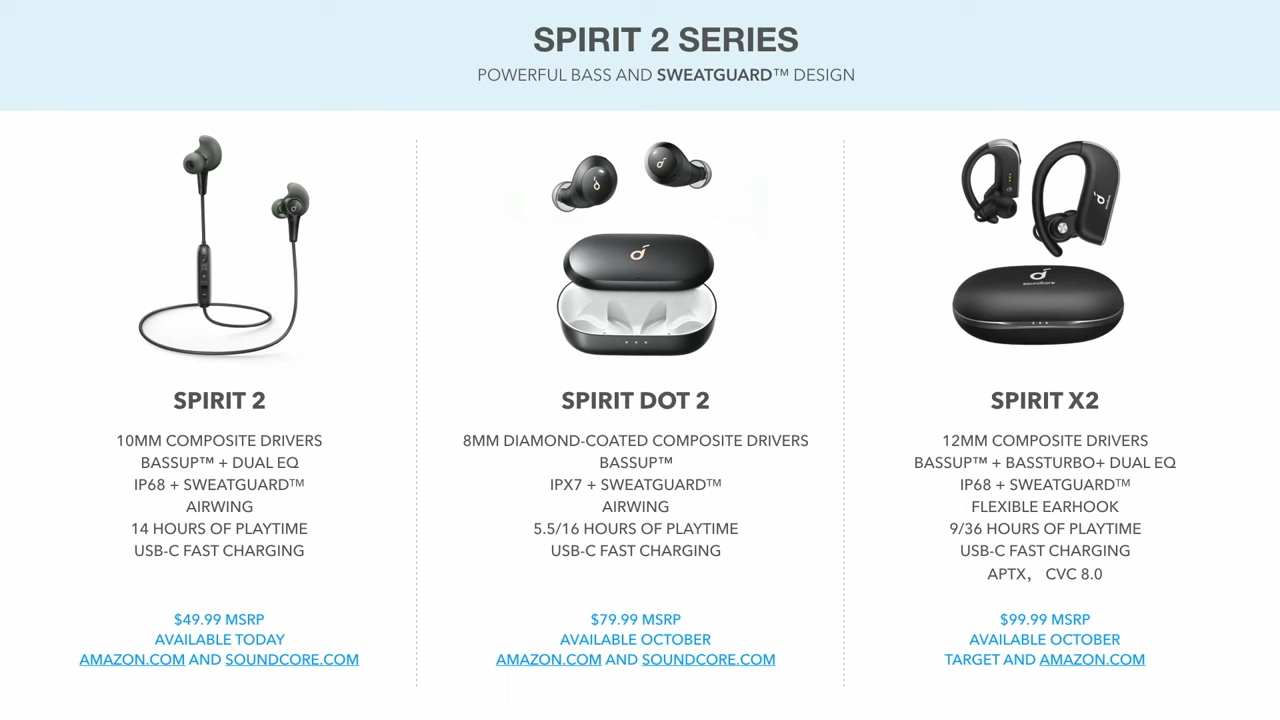 SPIRIT 2 SERIES
POWERFUL BASS AND SWEATGUARD™ DESIGN
soundcore
SPIRIT 2
10MM COMPOSITE DRIVERS
BASSUP™ + DUAL EQ
IP68 + SWEATGUARD™
AIRWING
14 HOURS OF PLAYTIME
USB-C FAST CHARGING
$49.99 MSRP
AVAILABLE TODAY
AMAZON.COM AND SOUNDCORE.COM
SPIRIT DOT 2
8MM DIAMOND-COATED COMPOSITE DRIVERS
BASSUP™
IPX7 + SWEATGUARD™
AIRWING
5.5/16 HOURS OF PLAYTIME
USB-C FAST CHARGING
$79.99 MSRP
AVAILABLE OCTOBER
AMAZON.COM AND SOUNDCORE.COM
SPIRIT X2
12MM COMPOSITE DRIVERS
BASSUP™ + BASSTURBO+ DUAL EQ
IP68 + SWEATGUARD™
FLEXIBLE EARHOOK
9/36 HOURS OF PLAYTIME
USB-C FAST CHARGING
APTX, CVC 8.0
$99.99 MSRP
AVAILABLE OCTOBER
TARGET AND AMAZON.COM